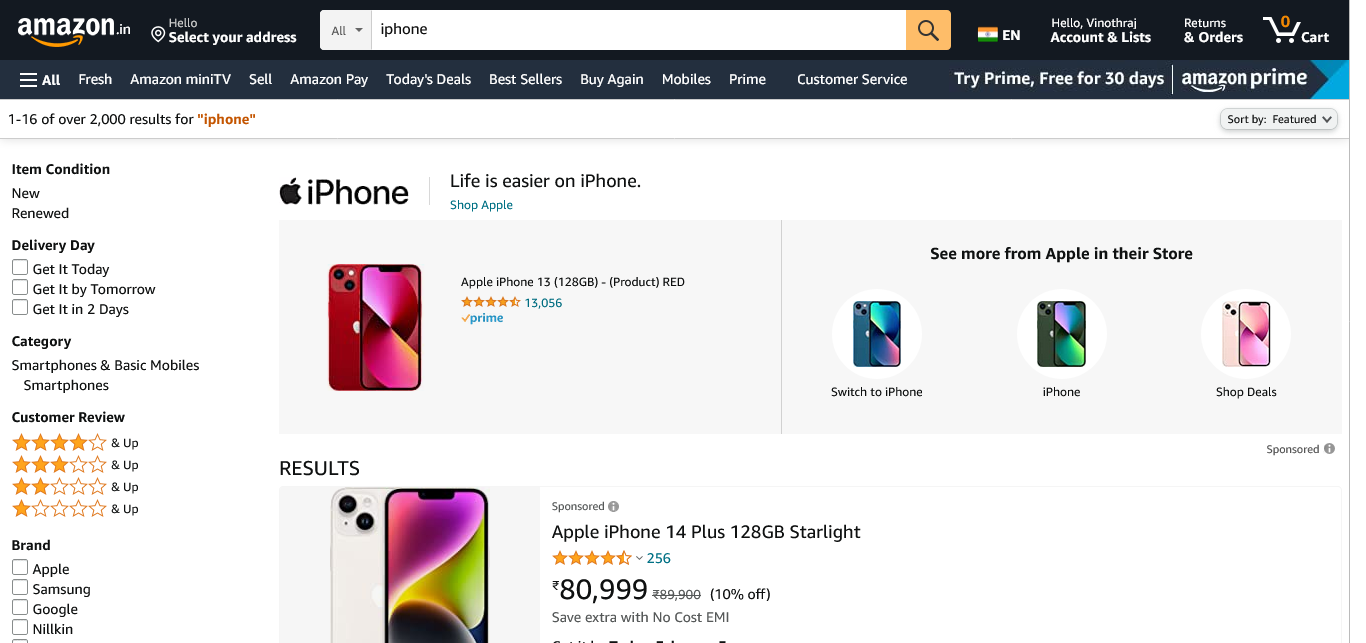 amazon.in
Hello
Select your address
All
iphone
EN
Hello, Vinothraj
Account & Lists
Returns
& Orders
0
Cart
All Fresh Amazon miniTV Sell Amazon Pay Today's Deals Best Sellers Buy Again Mobiles Prime Customer Service
Try Prime, Free for 30 days
amazon prime
1-16 of over 2,000 results for "iphone"
Sort by: Featured
Item Condition
New
Renewed
Delivery Day
Get It Today
Get It by Tomorrow
Get It in 2 Days
Category
Smartphones & Basic Mobiles
Smartphones
Customer Review
& Up
& Up
& Up
& Up
Brand
Apple
Samsung
Google
Nillkin
iPhone
Life is easier on iPhone.
Shop Apple
Apple iPhone 13 (128GB) - (Product) RED
13,056
prime
See more from Apple in their Store
Switch to iPhone
iPhone
Shop Deals
Sponsored
RESULTS
Sponsored
Apple iPhone 14 Plus 128GB Starlight
256
₹80,999 ₹89,900 (10% off)
Save extra with No Cost EMI